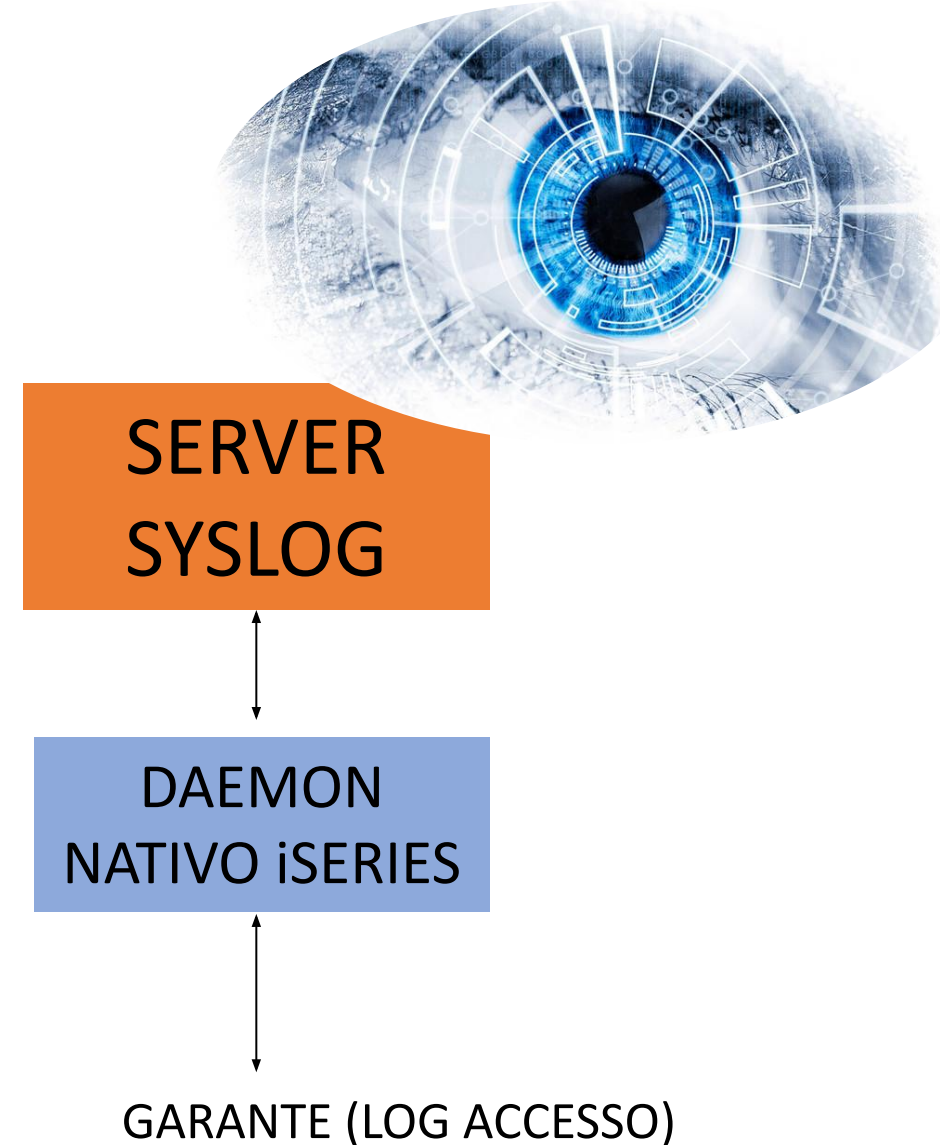 SERVER
SYSLOG
DAEMON
NATIVO iSERIES
GARANTE (LOG ACCESSO)